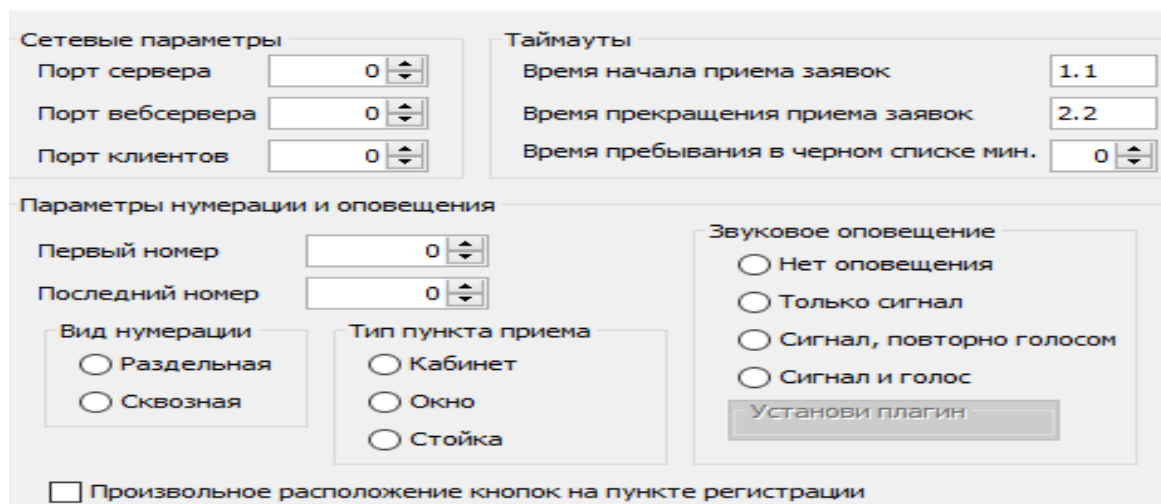 Сетевые параметры
Порт сервера 0
Порт вебсервера 0
Порт клиентов 0
Таймауты
Время начала приема заявок 1.1
Время прекращения приема заявок 2.2
Время пребывания в черном списке мин. 0
Параметры нумерации и оповещения
Первый номер 0
Последний номер 0
Вид нумерации
Раздельная
Сквозная
Тип пункта приема
Кабинет
Окно
Стойка
Звуковое оповещение
Нет оповещения
Только сигнал
Сигнал, повторно голосом
Сигнал и голос
Установи плагин
Произвольное расположение кнопок на пункте регистрации